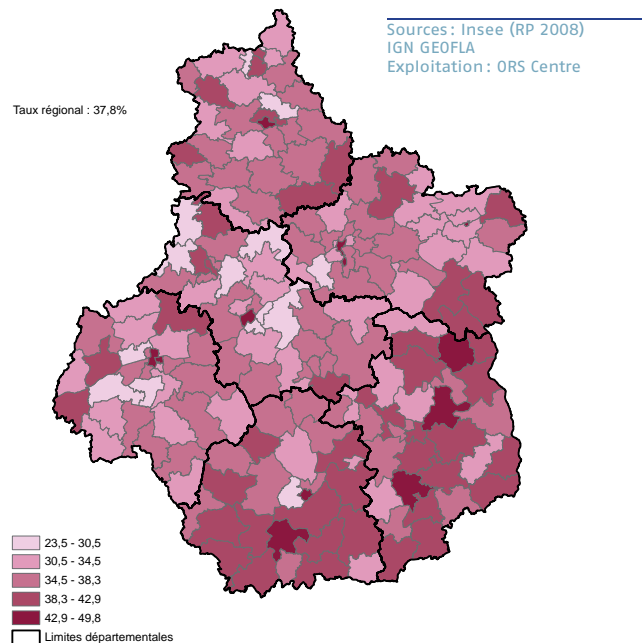 Sources : Insee (RP 2008)
IGN GEOFLA
Exploitation : ORS Centre
Taux régional : 37,8%
23,5 - 30,5
30,5 - 34,5
34,5 - 38,3
38,3 - 42,9
42,9 - 49,8
Limites départementales